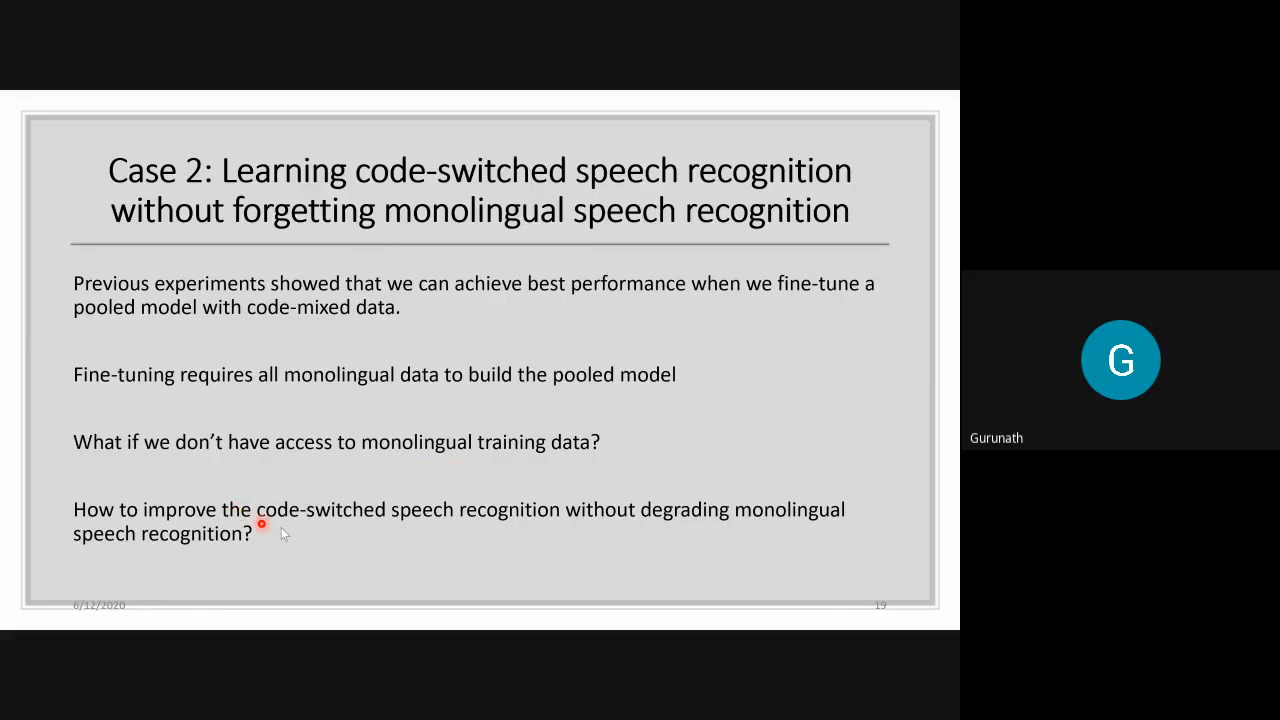 Case 2: Learning code-switched speech recognition
without forgetting monolingual speech recognition
Previous experiments showed that we can achieve best performance when we fine-tune a
pooled model with code-mixed data.
Fine-tuning requires all monolingual data to build the pooled model
What if we don’t have access to monolingual training data?
How to improve the code-switched speech recognition without degrading monolingual
speech recognition?
6/12/2020
19
G
Gurunath